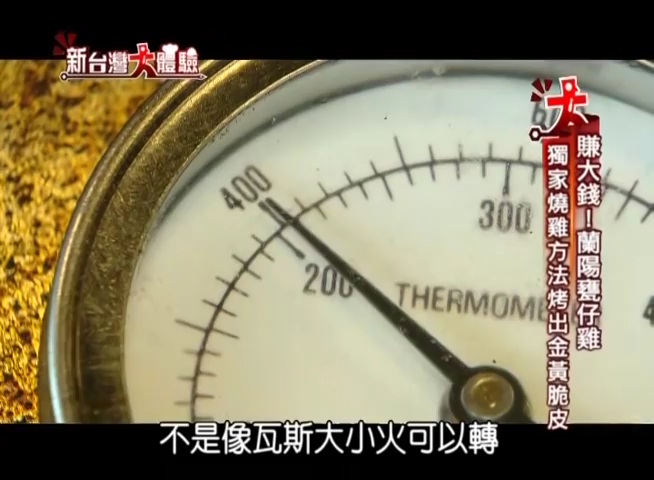 新台灣大體驗
大賺大錢!蘭陽甕仔雞
獨家燒雞方法烤出金黃脆皮
400
300
200
不是像瓦斯大小火可以轉